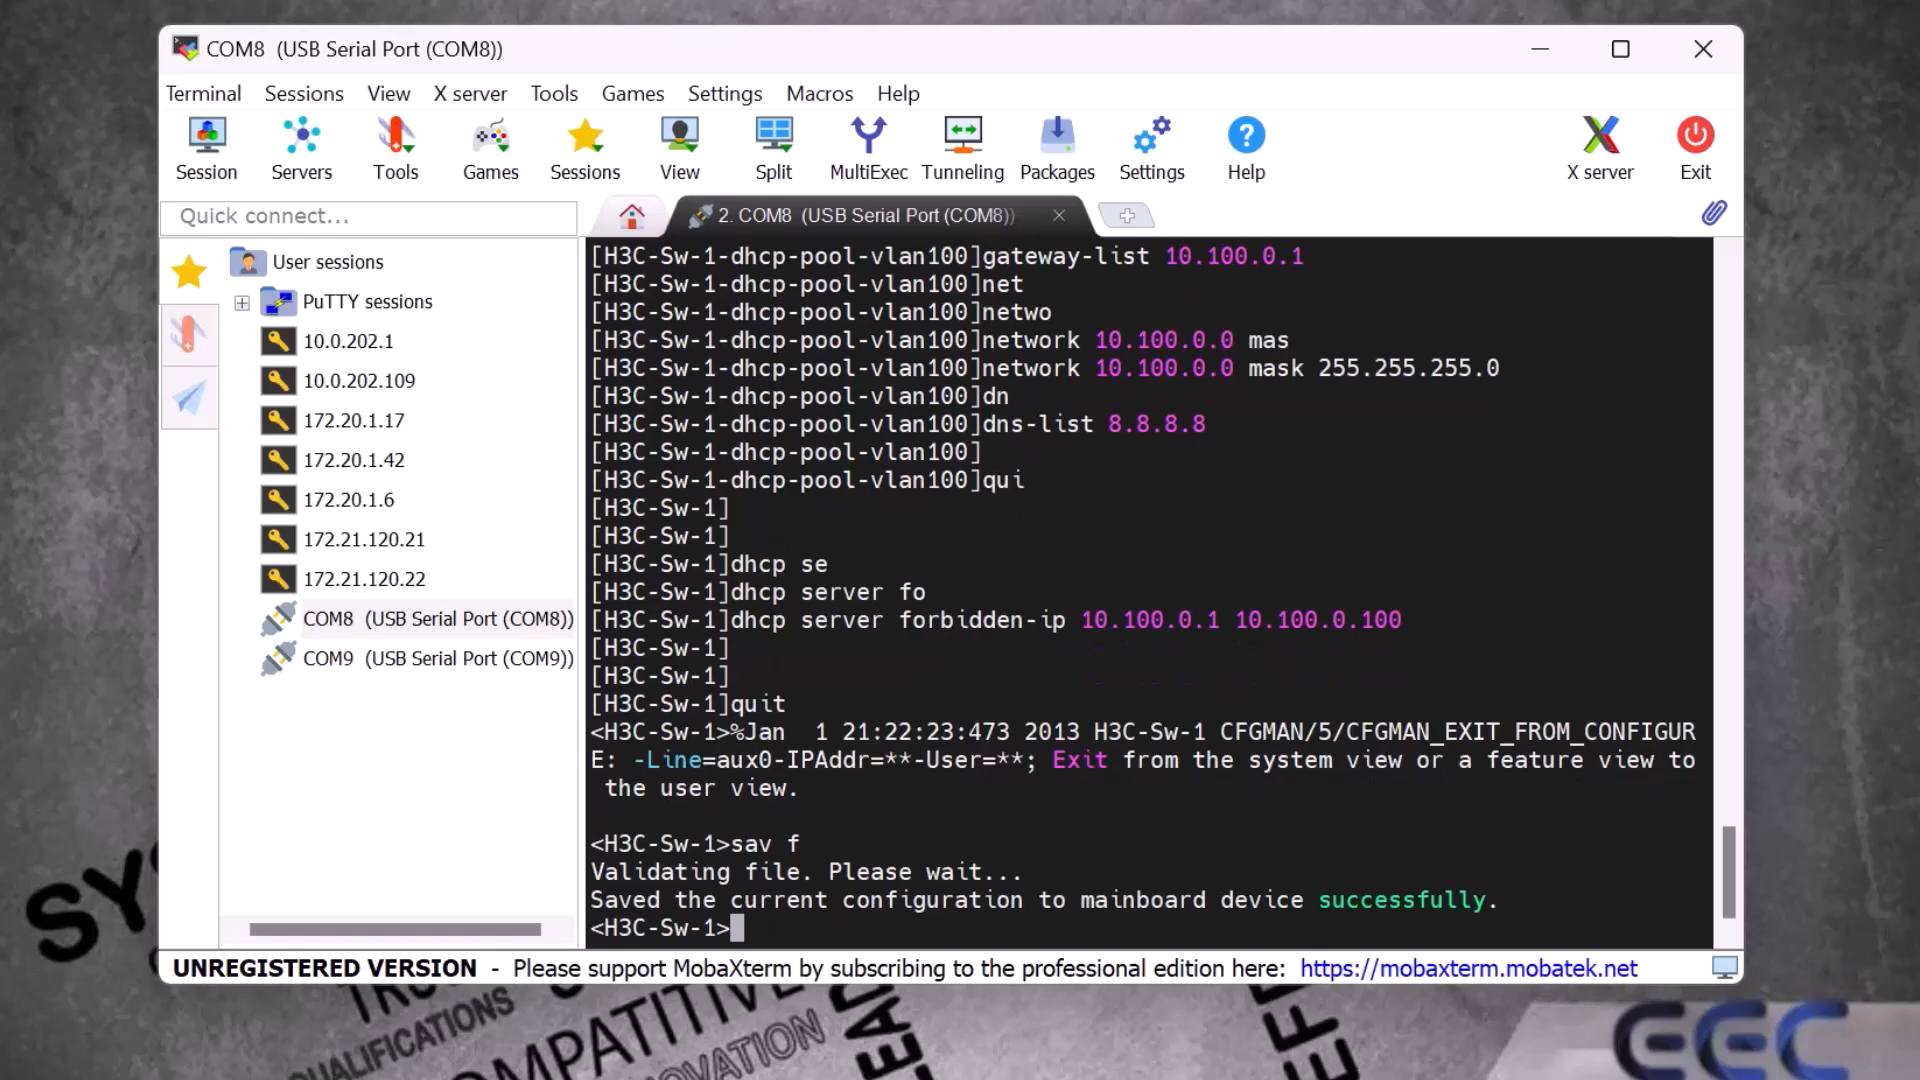 COM8 (USB Serial Port (COM8))
Terminal Sessions View X server Tools Games Settings Macros Help
Session Servers Tools Games Sessions View Split MultiExec Tunneling Packages Settings Help X server Exit
Quick connect...
2. COM8 (USB Serial Port (COM8))
User sessions
PuTTY sessions
10.0.202.1
10.0.202.109
172.20.1.17
172.20.1.42
172.20.1.6
172.21.120.21
172.21.120.22
COM8 (USB Serial Port (COM8))
COM9 (USB Serial Port (COM9))
[H3C-Sw-1-dhcp-pool-vlan100]gateway-list 10.100.0.1
[H3C-Sw-1-dhcp-pool-vlan100]net
[H3C-Sw-1-dhcp-pool-vlan100]netwo
[H3C-Sw-1-dhcp-pool-vlan100]network 10.100.0.0 mas
[H3C-Sw-1-dhcp-pool-vlan100]network 10.100.0.0 mask 255.255.255.0
[H3C-Sw-1-dhcp-pool-vlan100]dn
[H3C-Sw-1-dhcp-pool-vlan100]dns-list 8.8.8.8
[H3C-Sw-1-dhcp-pool-vlan100]
[H3C-Sw-1-dhcp-pool-vlan100]qui
[H3C-Sw-1]
[H3C-Sw-1]
[H3C-Sw-1]dhcp se
[H3C-Sw-1]dhcp server fo
[H3C-Sw-1]dhcp server forbidden-ip 10.100.0.1 10.100.0.100
[H3C-Sw-1]
[H3C-Sw-1]
[H3C-Sw-1]quit
<H3C-Sw-1>%Jan  1 21:22:23:473 2013 H3C-Sw-1 CFGMAN/5/CFGMAN_EXIT_FROM_CONFIGUR
E: -Line=aux0-IPAddr=**-User=**; Exit from the system view or a feature view to
the user view.
<H3C-Sw-1>sav f
Validating file. Please wait...
Saved the current configuration to mainboard device successfully.
<H3C-Sw-1>
UNREGISTERED VERSION - Please support MobaXterm by subscribing to the professional edition here: https://mobaxterm.mobatek.net
EEC